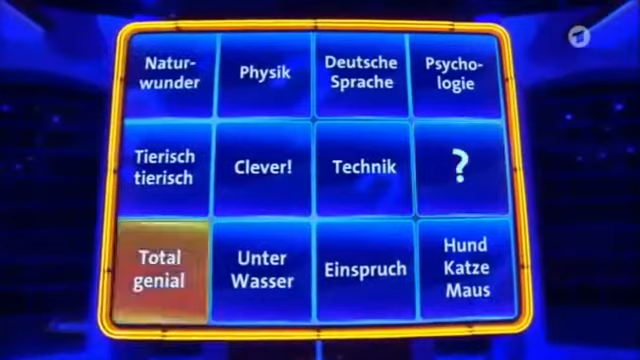 Natur-
wunder
Physik
Deutsche
Sprache
Psycho-
logie
Tierisch
tierisch
Clever!
Technik
?
Total
genial
Unter
Wasser
Einspruch
Hund
Katze
Maus